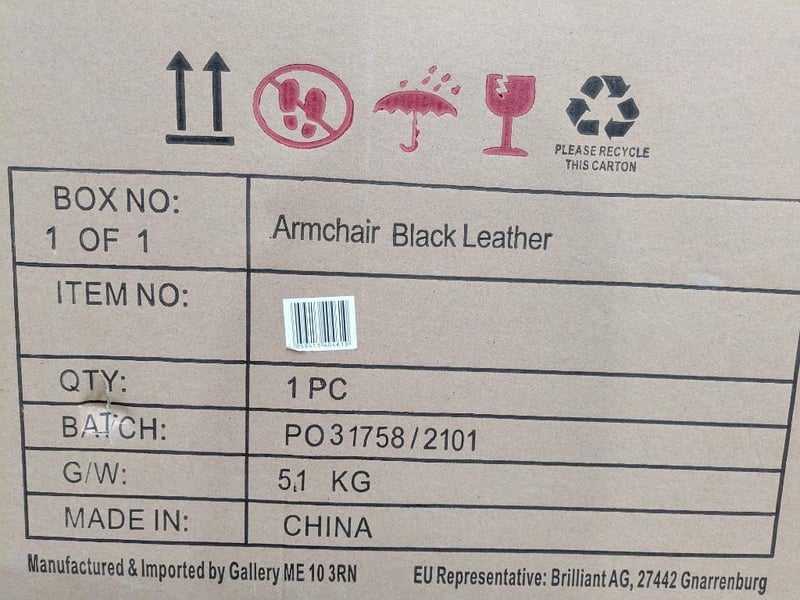 PLEASE RECYCLE
THIS CARTON
BOX NO:
1 OF 1
Armchair Black Leather
ITEM NO:
QTY:
1 PC
BATCH:
PO31758/2101
G/W:
5.1 KG
MADE IN:
CHINA
Manufactured & Imported by Gallery ME 10 3RN
EU Representative: Brilliant AG, 27442 Gnarrenburg